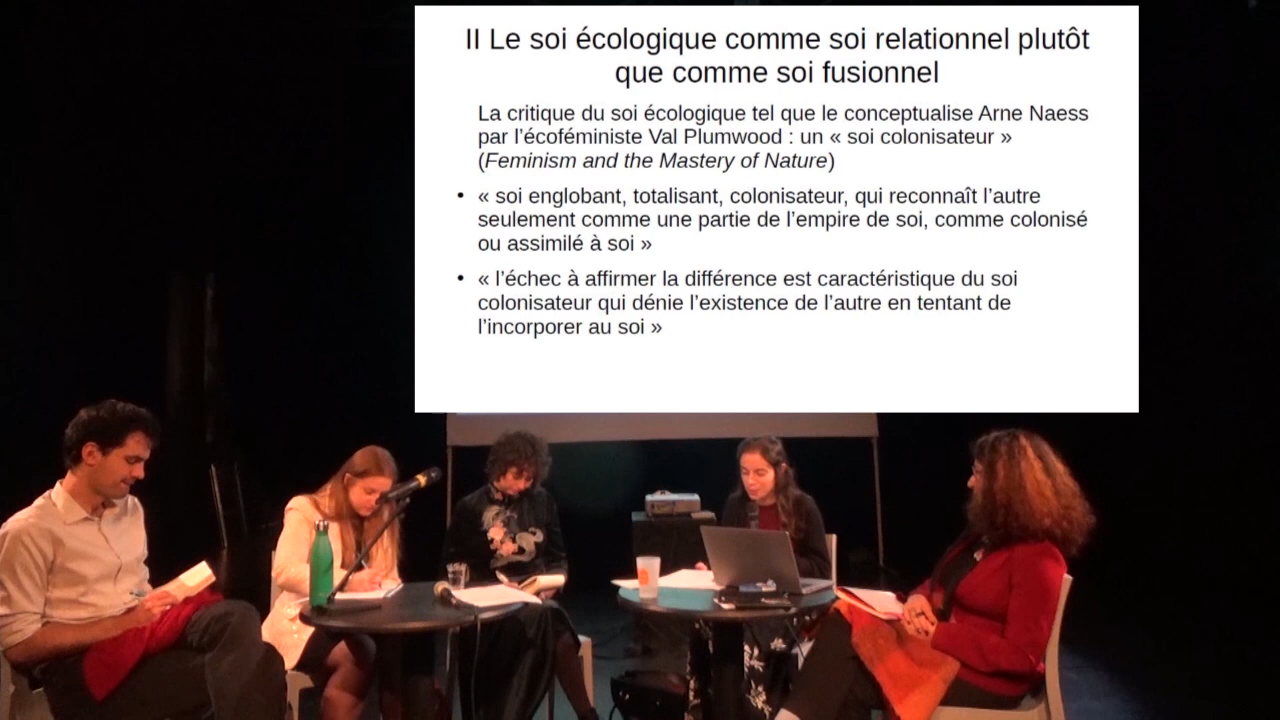 II Le soi écologique comme soi relationnel plutôt
que comme soi fusionnel
La critique du soi écologique tel que le conceptualise Arne Naess
par l’écoféministe Val Plumwood : un « soi colonisateur »
(Feminism and the Mastery of Nature)
• « soi englobant, totalisant, colonisateur, qui reconnaît l’autre
seulement comme une partie de l’empire de soi, comme colonisé
ou assimilé à soi »
• « l’échec à affirmer la différence est caractéristique du soi
colonisateur qui dénie l’existence de l’autre en tentant de
l’incorporer au soi »